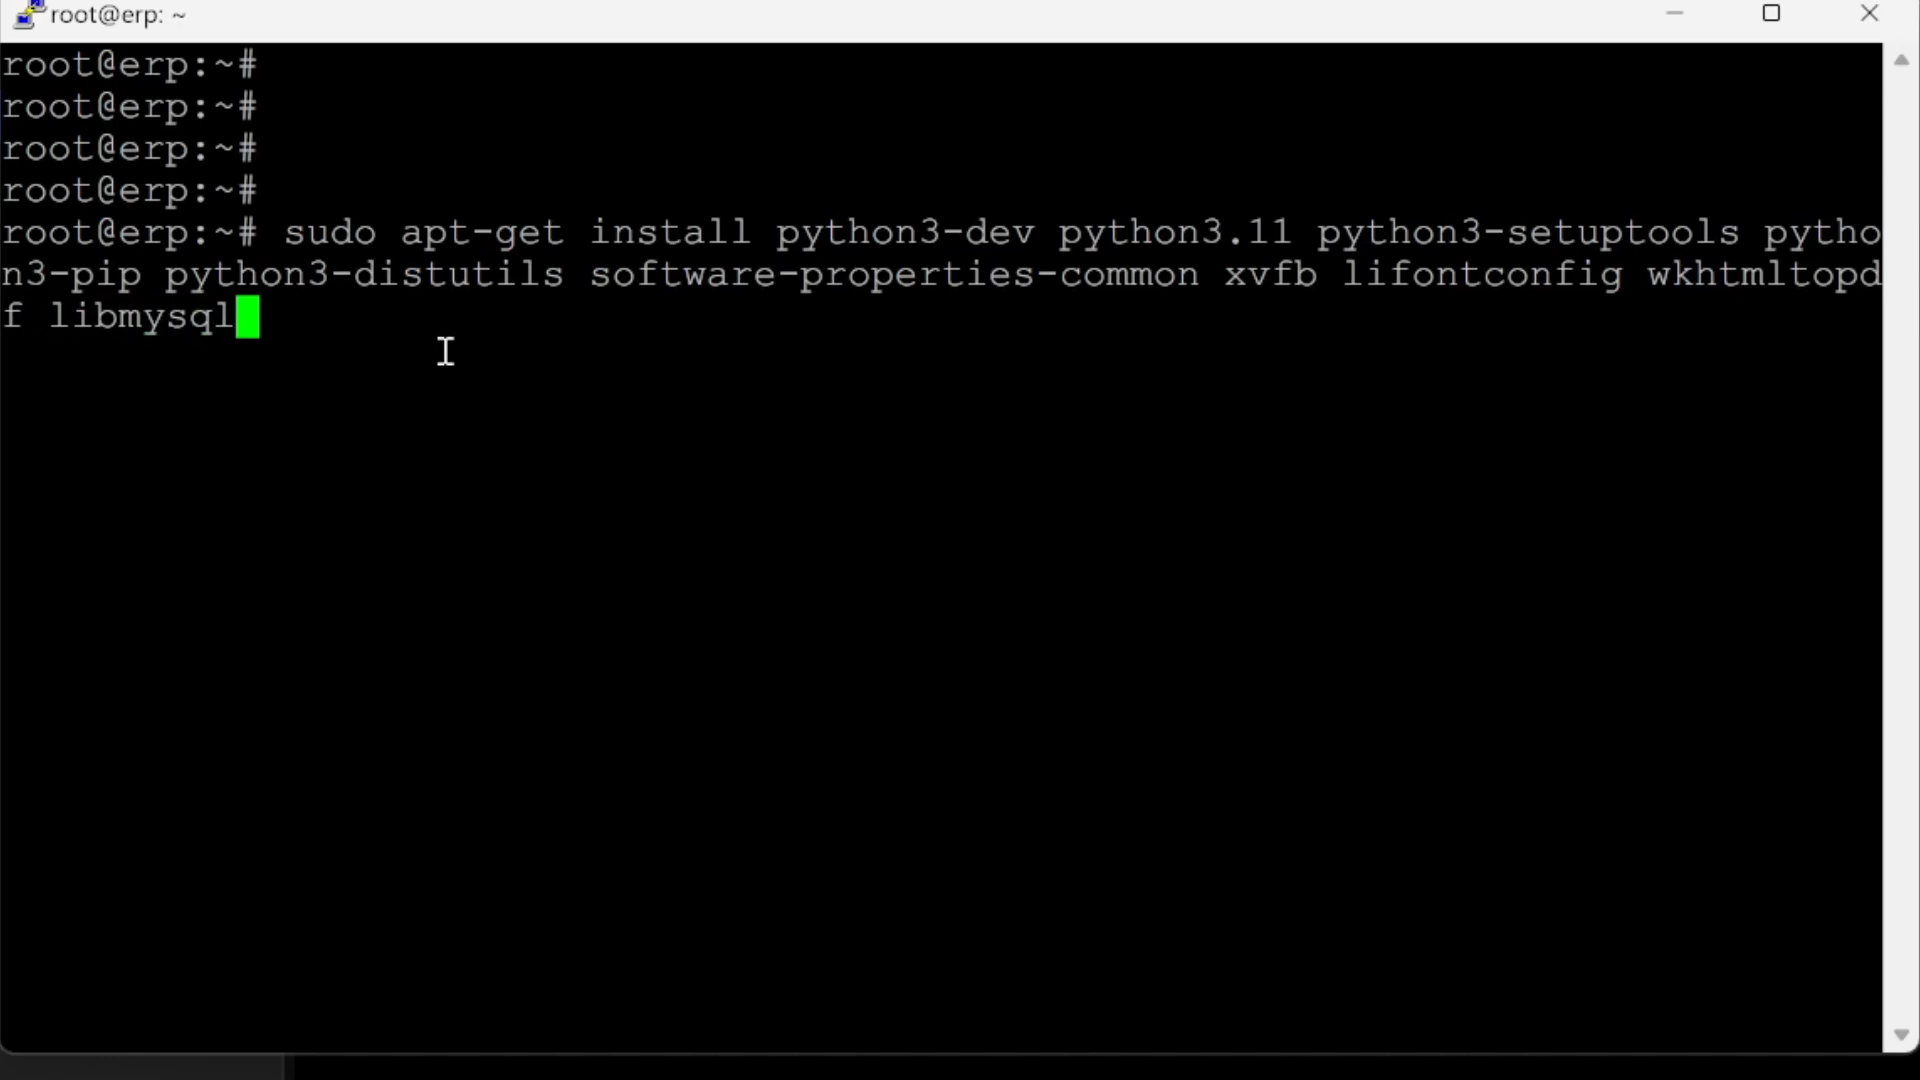 root@erp: ~
root@erp:~#
root@erp:~#
root@erp:~#
root@erp:~#
root@erp:~# sudo apt-get install python3-dev python3.11 python3-setuptools pytho
n3-pip python3-distutils software-properties-common xvfb lifontconfig wkhtmltopd
f libmysql